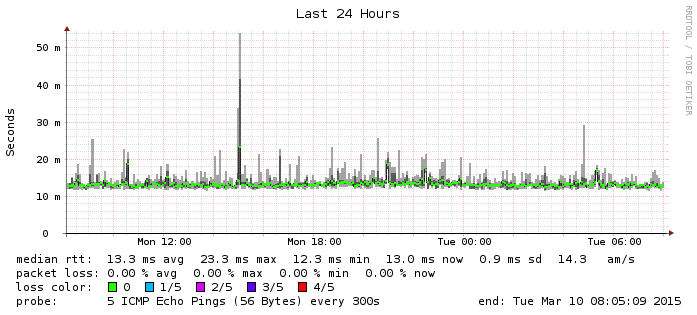 Last 24 Hours
RRDTOOL / TOBI OETIKER
Seconds
50 m
40 m
30 m
20 m
10 m
0
Mon 12:00 Mon 18:00 Tue 00:00 Tue 06:00
median rtt: 13.3 ms avg 23.3 ms max 12.3 ms min 13.0 ms now 0.9 ms sd 14.3 am/s
packet loss: 0.00 % avg 0.00 % max 0.00 % min 0.00 % now
loss color: 0 1/5 2/5 3/5 4/5
probe: 5 ICMP Echo Pings (56 Bytes) every 300s end: Tue Mar 10 08:05:09 2015